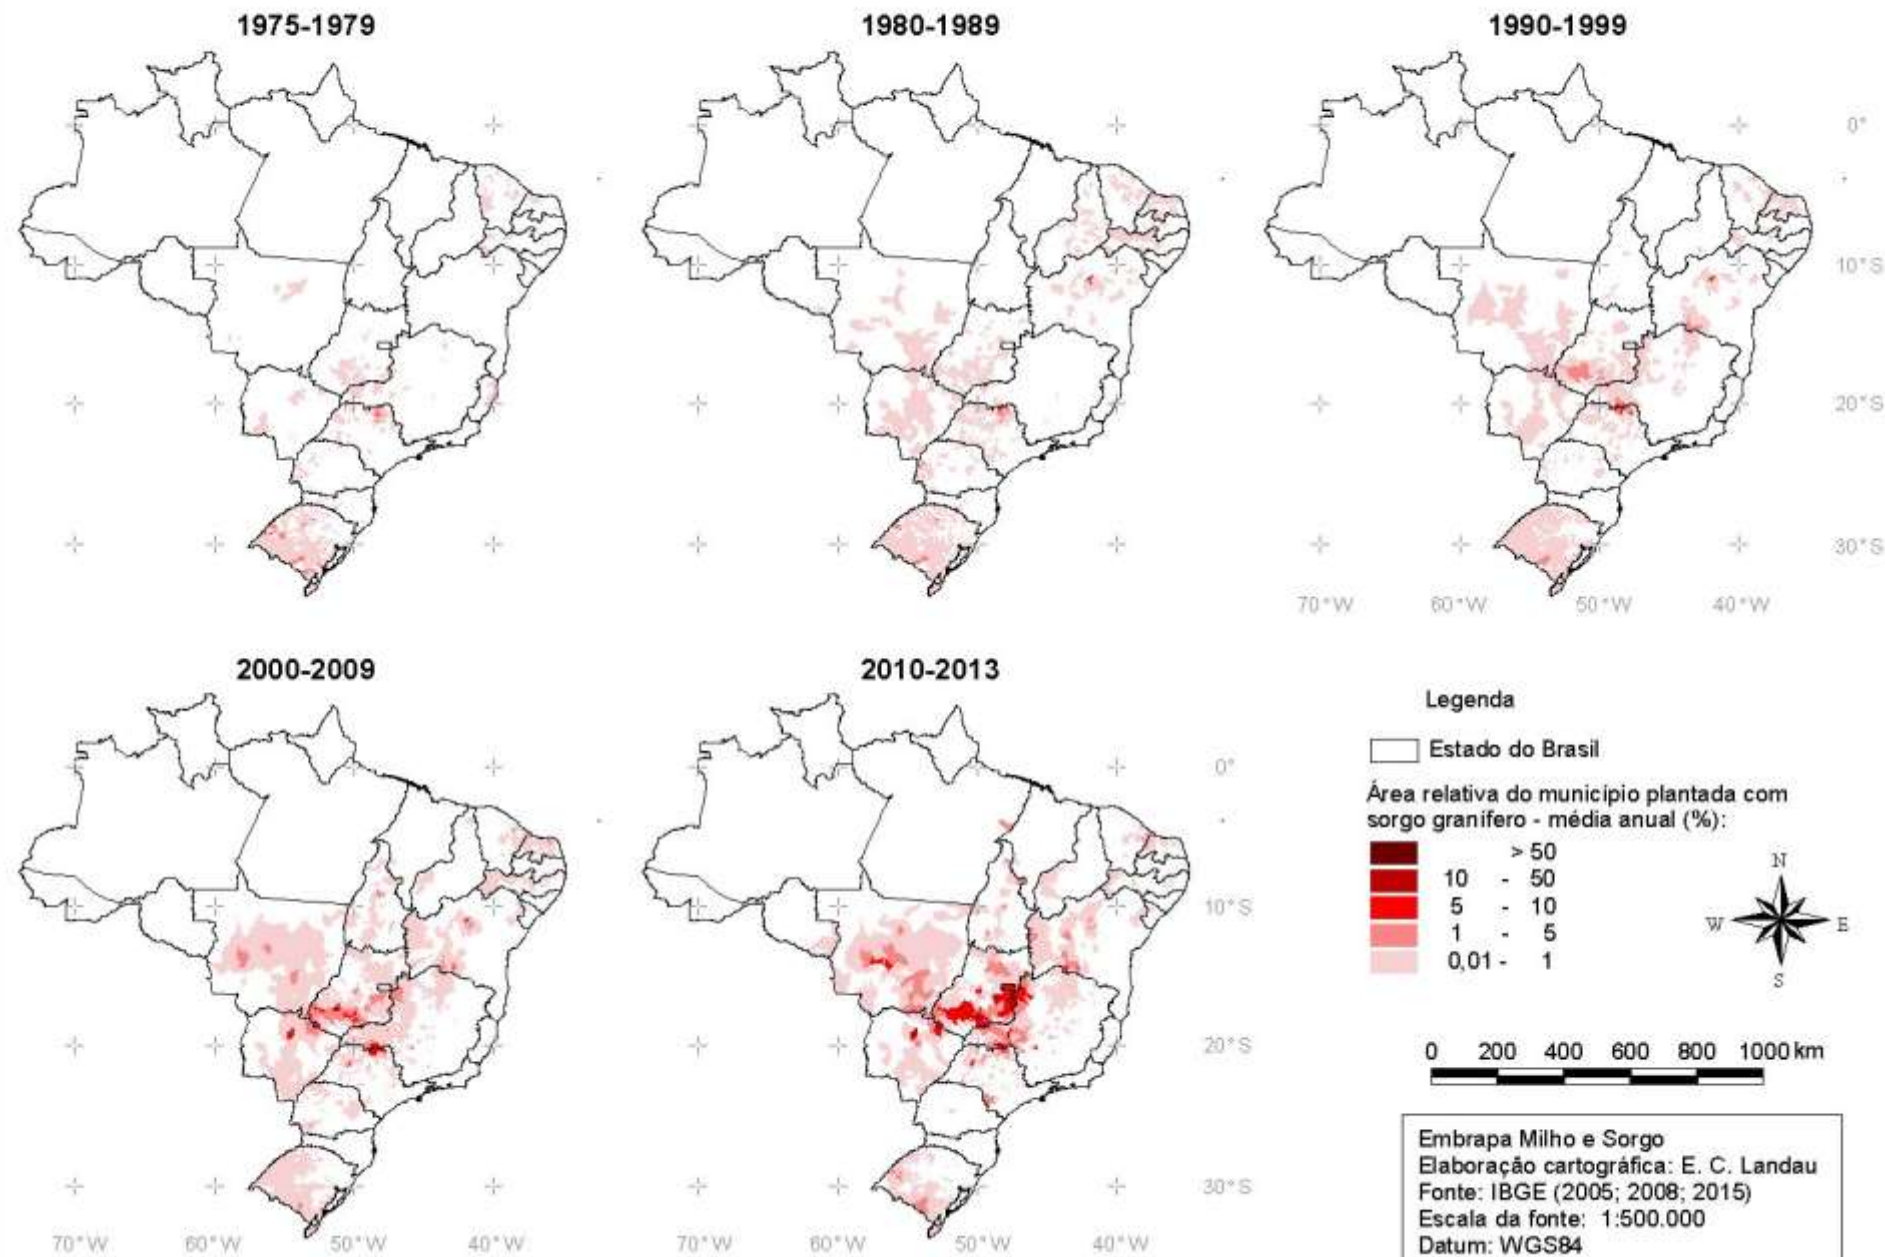 1975-1979
1980-1989
1990-1999
0°
10°S
20°S
30°S
70°W 60°W 50°W 40°W
2000-2009
2010-2013
0°
10°S
20°S
30°S
70°W 60°W 50°W 40°W
70°W 60°W 50°W 40°W
Legenda
Estado do Brasil
Área relativa do município plantada com
sorgo granífero - média anual (%):
> 50
10 - 50
5 - 10
1 - 5
0,01 - 1
N
W E
S
0 200 400 600 800 1000 km
Embrapa Milho e Sorgo
Elaboração cartográfica: E. C. Landau
Fonte: IBGE (2005; 2008; 2015)
Escala da fonte: 1:500.000
Datum: WGS84